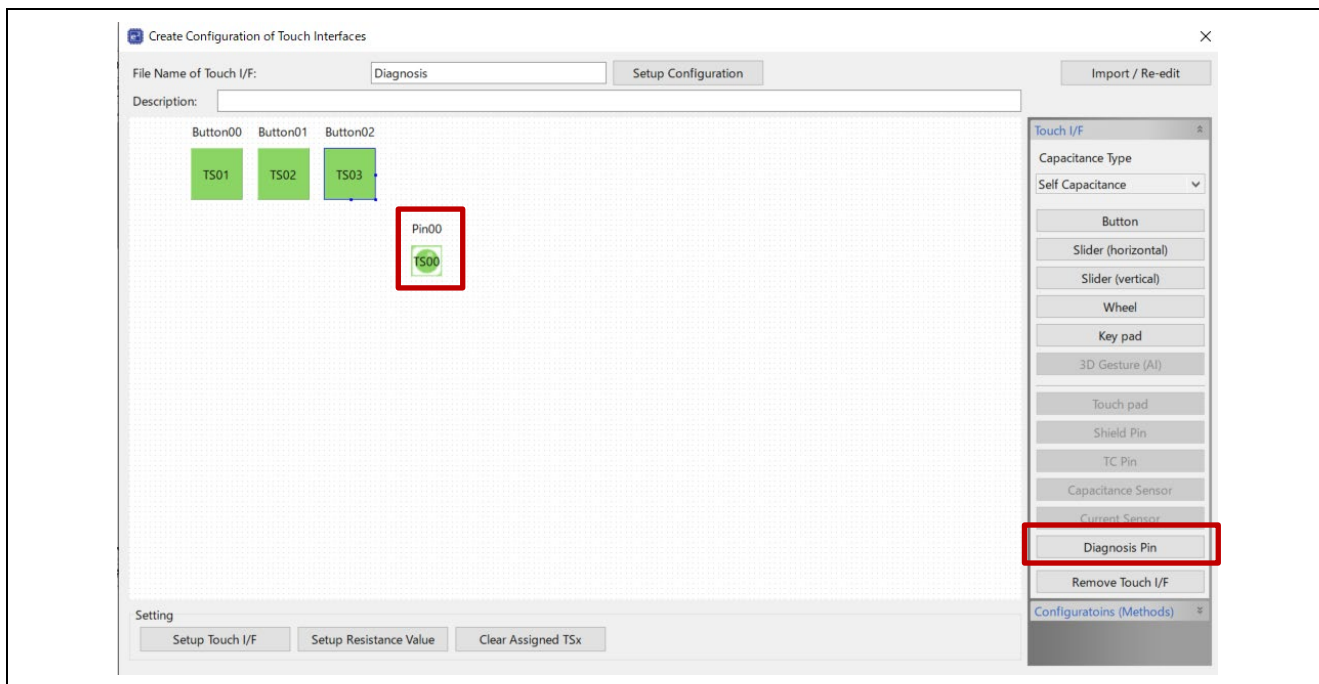 Create Configuration of Touch Interfaces
File Name of Touch I/F: Diagnosis Setup Configuration Import / Re-edit
Description:
Button00 Button01 Button02
TS01 TS02 TS03
Pin00
TS00
Touch I/F
Capacitance Type
Self Capacitance
Button
Slider (horizontal)
Slider (vertical)
Wheel
Key pad
3D Gesture (AI)
Touch pad
Shield Pin
TC Pin
Capacitance Sensor
Current Sensor
Diagnosis Pin
Remove Touch I/F
Configuratoins (Methods)
Setting
Setup Touch I/F Setup Resistance Value Clear Assigned TSx